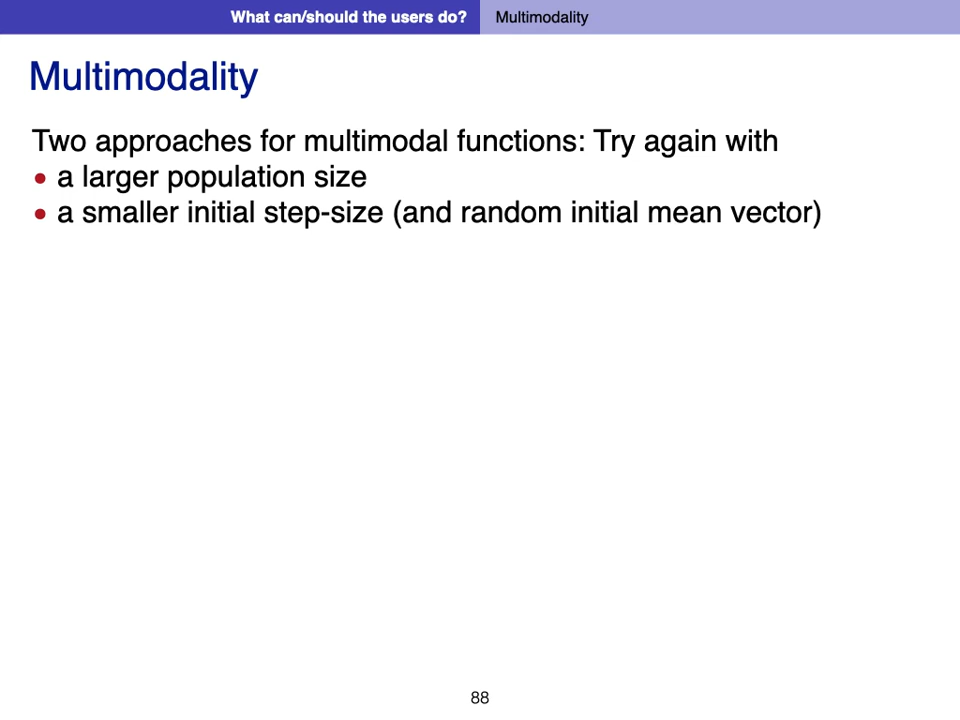 What can/should the users do? Multimodality
Multimodality
Two approaches for multimodal functions: Try again with
• a larger population size
• a smaller initial step-size (and random initial mean vector)
88